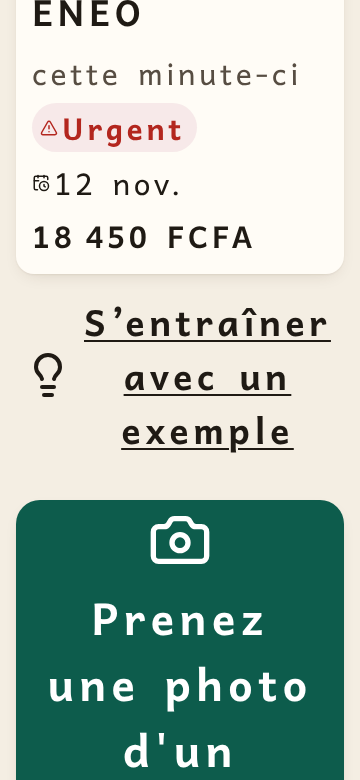 ENEO
cette minute-ci
Urgent
12 nov.
18 450 FCFA
S’entraîner
avec un
exemple
Prenez
une photo
d'un